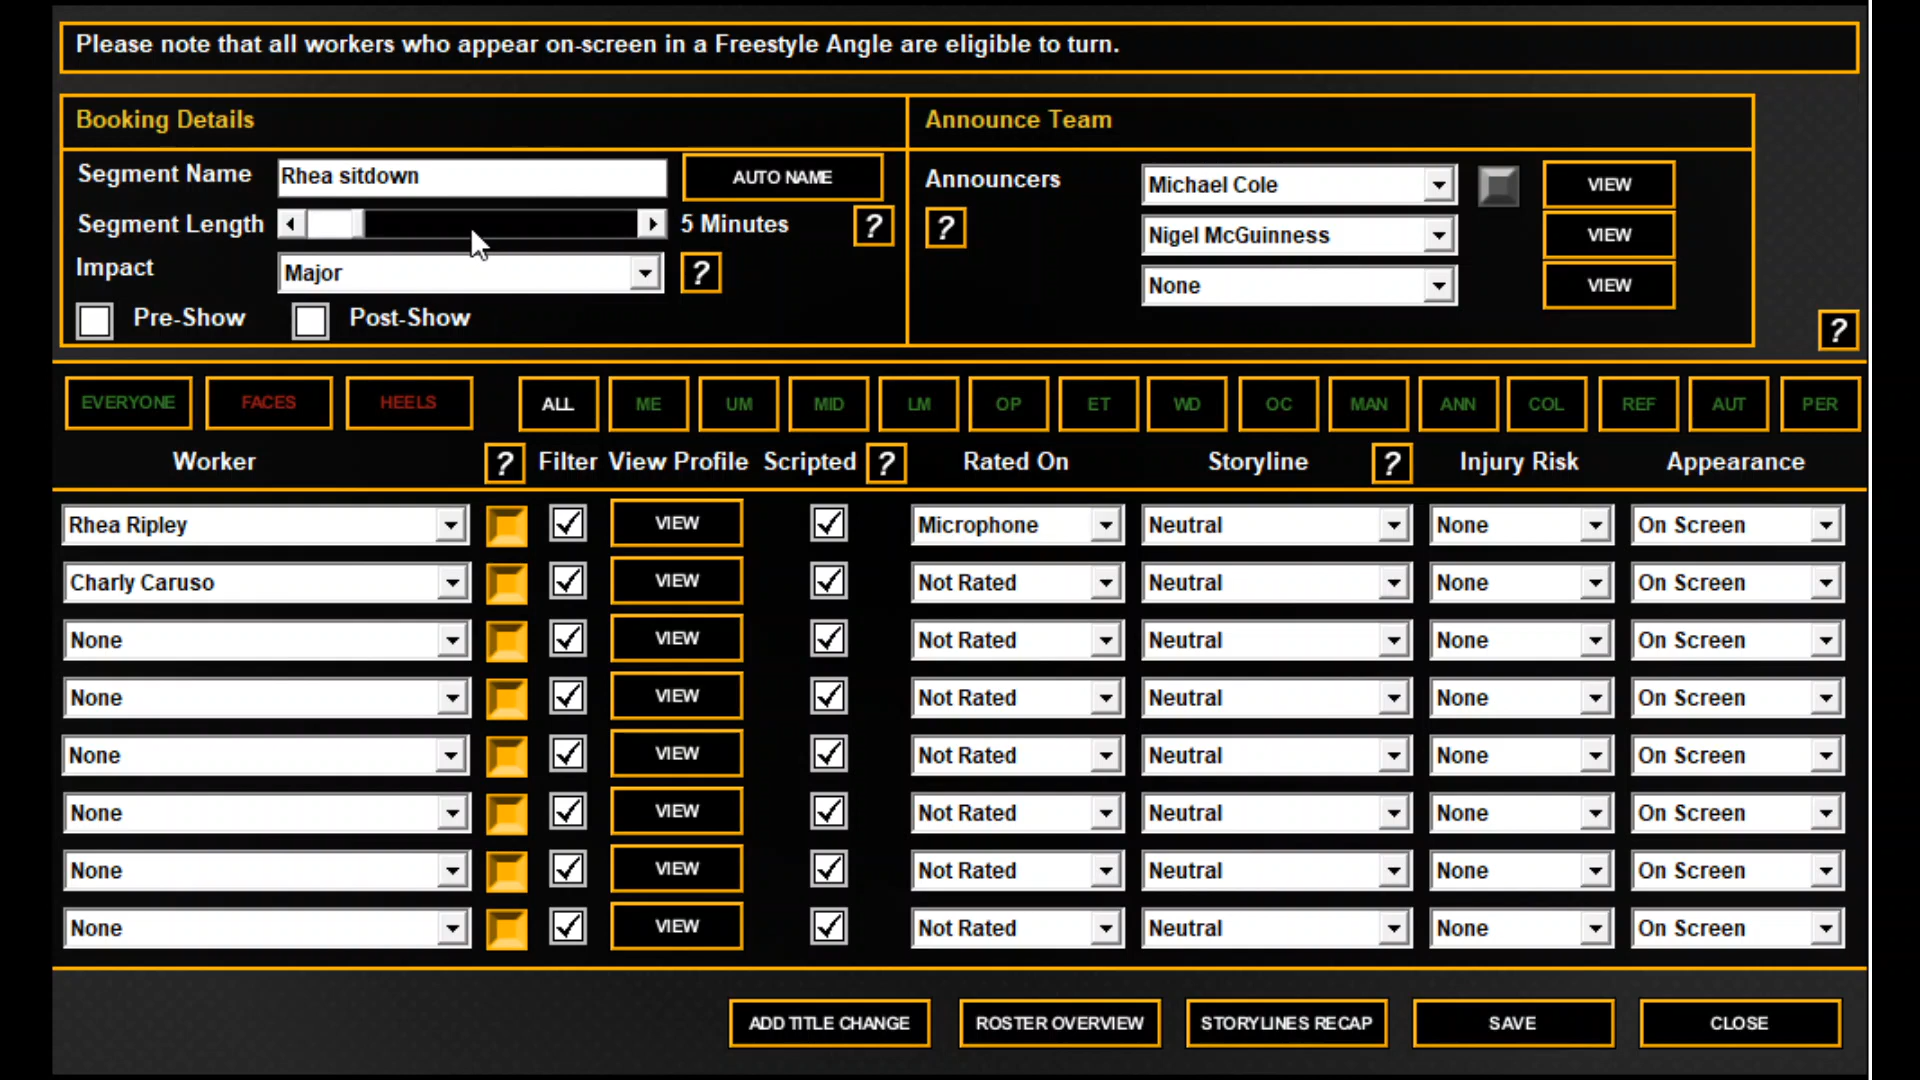 Please note that all workers who appear on-screen in a Freestyle Angle are eligible to turn.
Booking Details
Announce Team
Segment Name Rhea sitdown AUTO NAME
Segment Length 5 Minutes ?
Impact Major ?
Pre-Show Post-Show
Announcers Michael Cole VIEW
? Nigel McGuinness VIEW
None VIEW
?
EVERYONE FACES HEELS ALL ME UM MID LM OP ET WD OC MAN ANN COL REF AUT PER
Worker ? Filter View Profile Scripted ? Rated On Storyline ? Injury Risk Appearance
Rhea Ripley VIEW Microphone Neutral None On Screen
Charly Caruso VIEW Not Rated Neutral None On Screen
None VIEW Not Rated Neutral None On Screen
None VIEW Not Rated Neutral None On Screen
None VIEW Not Rated Neutral None On Screen
None VIEW Not Rated Neutral None On Screen
None VIEW Not Rated Neutral None On Screen
None VIEW Not Rated Neutral None On Screen
ADD TITLE CHANGE ROSTER OVERVIEW STORYLINES RECAP SAVE CLOSE